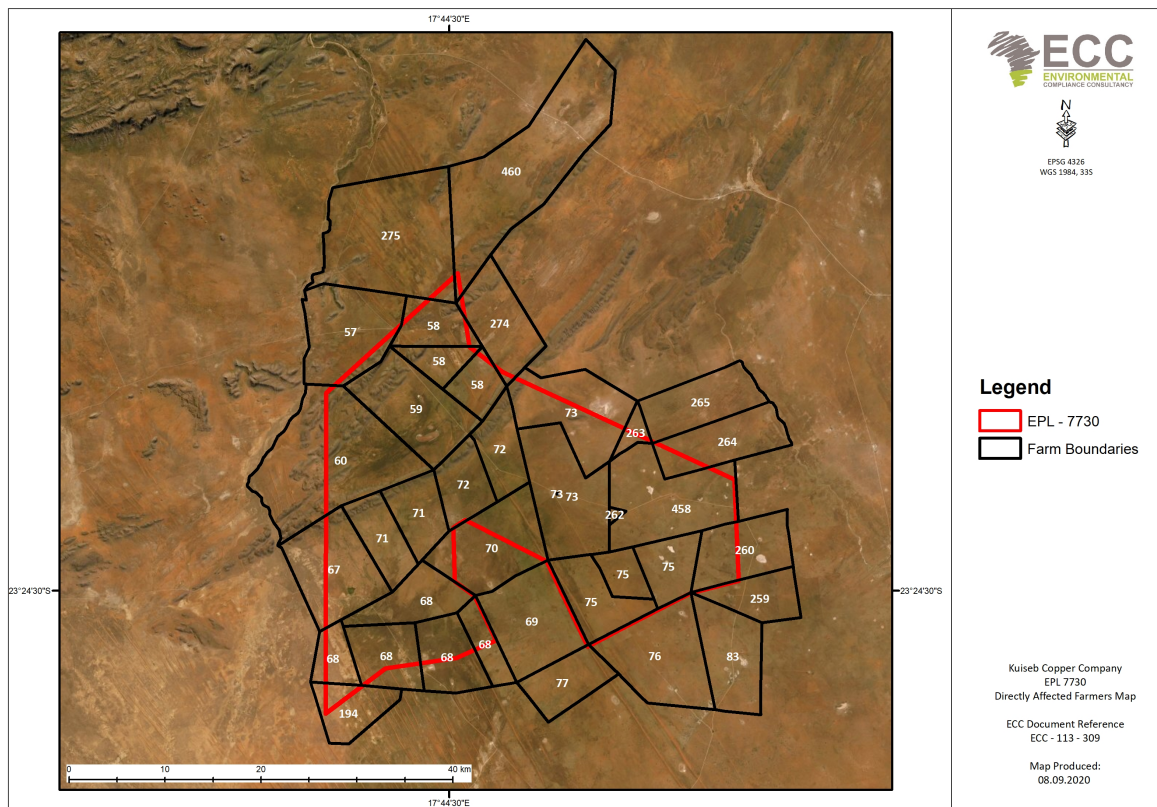 17°44'30"E
ECC
ENVIRONMENTAL
COMPLIANCE CONSULTANCY
N
EPSG 4326
WGS 1984, 33S
460
275
274
57
58
58
58
59
73
265
263
264
60
72
72
73 73
262
458
71
71
70
260
67
75
75
75
23°24'30"S
23°24'30"S
68
259
69
68
68
68
68
76
83
77
194
0 10 20 40 km
17°44'30"E
Legend
EPL - 7730
Farm Boundaries
Kuiseb Copper Company
EPL 7730
Directly Affected Farmers Map
ECC Document Reference
ECC - 113 - 309
Map Produced:
08.09.2020